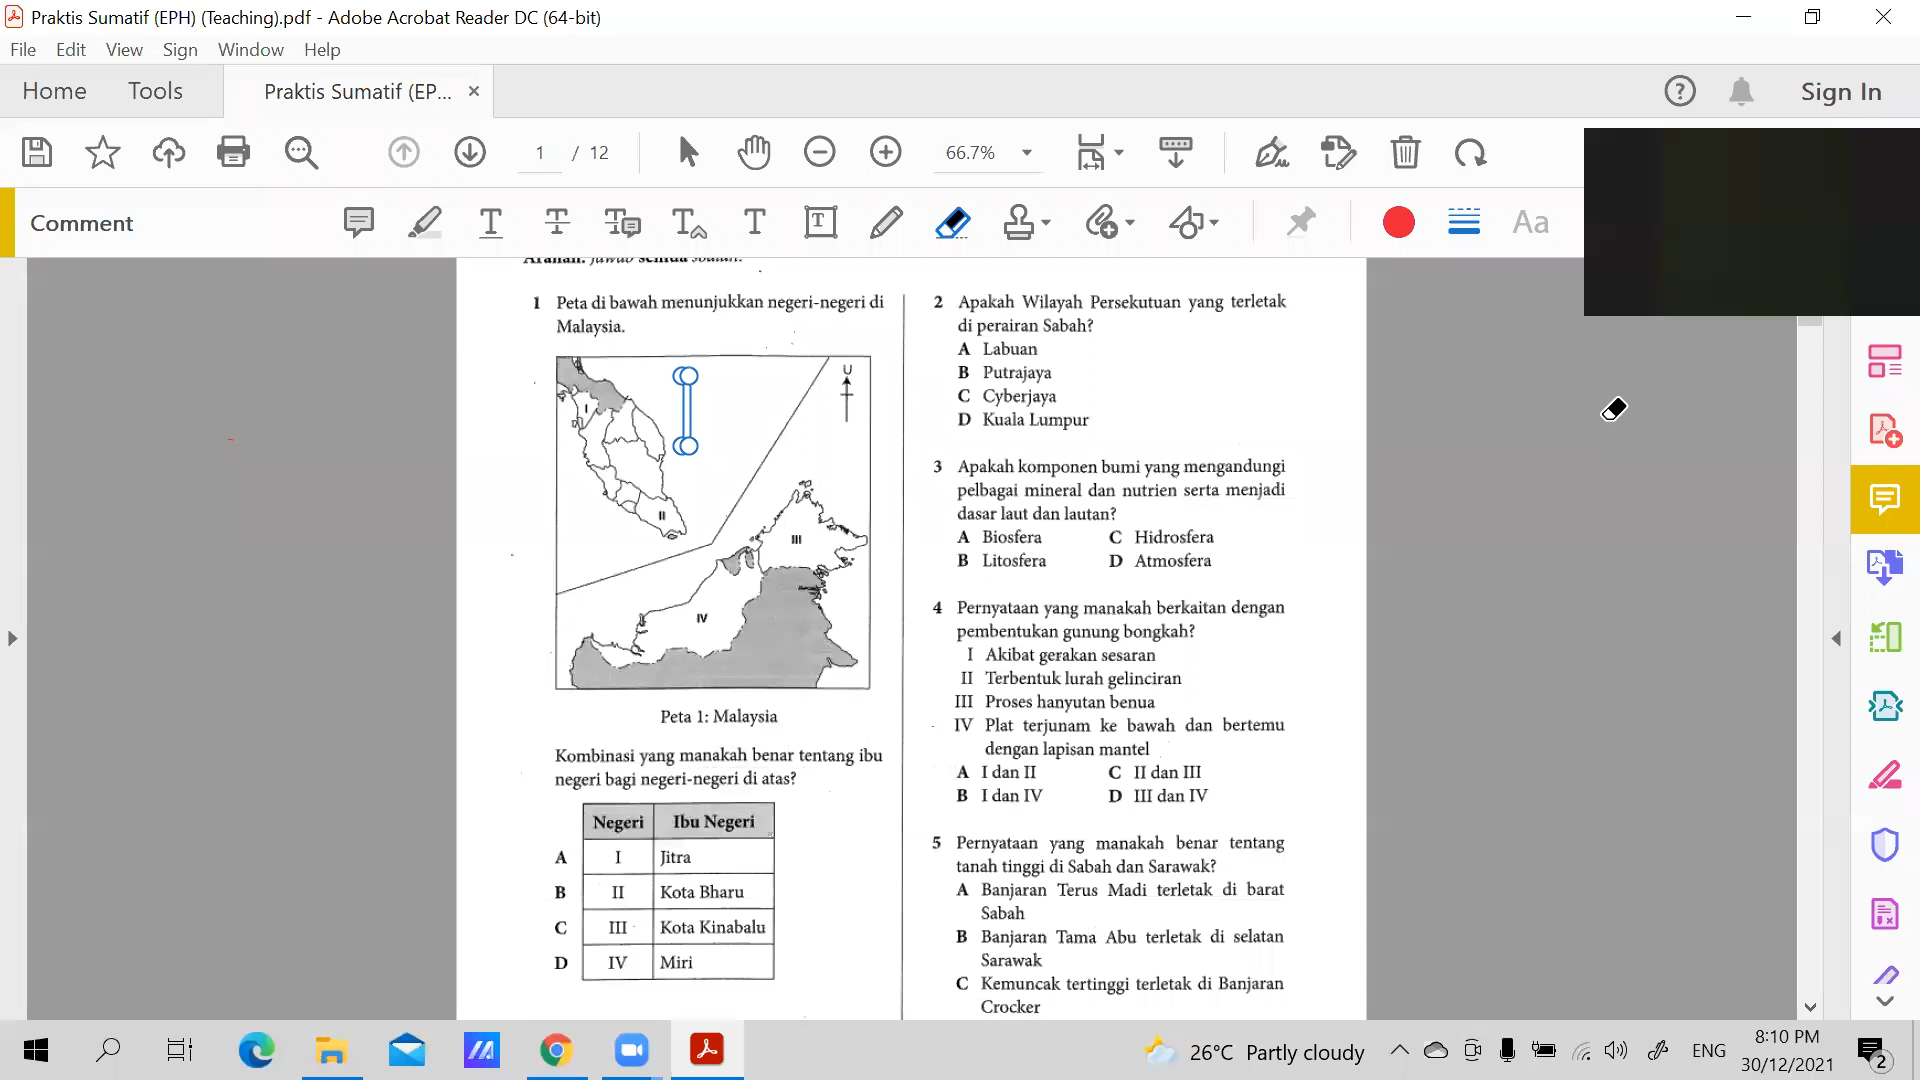 Praktis Sumatif (EPH) (Teaching).pdf - Adobe Acrobat Reader DC (64-bit)
File Edit View Sign Window Help
Home Tools Praktis Sumatif (EP... × Sign In
1 / 12 66.7%
Comment Aa
Arahan: Jawab semua soalan.
1 Peta di bawah menunjukkan negeri-negeri di
Malaysia.
U
I
II
III
IV
Peta 1: Malaysia
Kombinasi yang manakah benar tentang ibu
negeri bagi negeri-negeri di atas?
Negeri Ibu Negeri
A I Jitra
B II Kota Bharu
C III Kota Kinabalu
D IV Miri
2 Apakah Wilayah Persekutuan yang terletak
di perairan Sabah?
A Labuan
B Putrajaya
C Cyberjaya
D Kuala Lumpur
3 Apakah komponen bumi yang mengandungi
pelbagai mineral dan nutrien serta menjadi
dasar laut dan lautan?
A Biosfera C Hidrosfera
B Litosfera D Atmosfera
4 Pernyataan yang manakah berkaitan dengan
pembentukan gunung bongkah?
I Akibat gerakan sesaran
II Terbentuk lurah gelinciran
III Proses hanyutan benua
IV Plat terjunam ke bawah dan bertemu
dengan lapisan mantel
A I dan II C II dan III
B I dan IV D III dan IV
5 Pernyataan yang manakah benar tentang
tanah tinggi di Sabah dan Sarawak?
A Banjaran Terus Madi terletak di barat
Sabah
B Banjaran Tama Abu terletak di selatan
Sarawak
C Kemuncak tertinggi terletak di Banjaran
Crocker
26°C Partly cloudy ENG 8:10 PM
30/12/2021 2